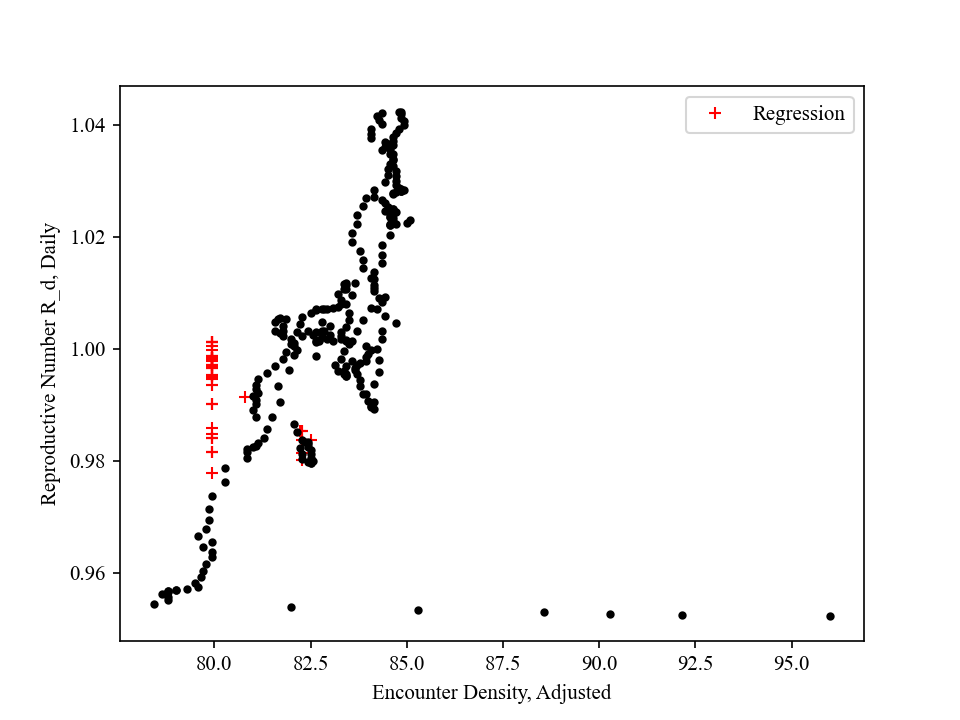 Regression
1.04
1.02
1.00
0.98
0.96
Reproductive Number R_d, Daily
80.0 82.5 85.0 87.5 90.0 92.5 95.0
Encounter Density, Adjusted